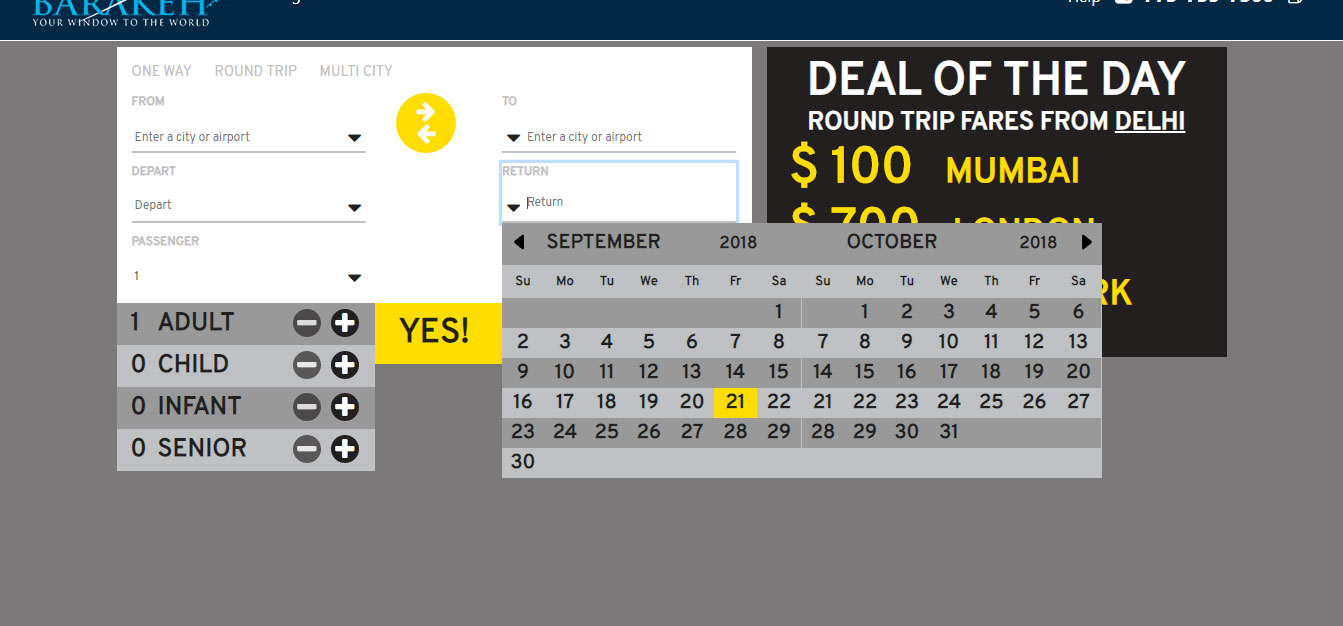 BARAKEH
YOUR WINDOW TO THE WORLD
Help
ONE WAY ROUND TRIP MULTI CITY
FROM
Enter a city or airport
TO
Enter a city or airport
DEPART
Depart
RETURN
Return
PASSENGER
1
1 ADULT
0 CHILD
0 INFANT
0 SENIOR
YES!
DEAL OF THE DAY
ROUND TRIP FARES FROM DELHI
$ 100 MUMBAI
$ 700 LONDON
RK
SEPTEMBER 2018 OCTOBER 2018
Su Mo Tu We Th Fr Sa Su Mo Tu We Th Fr Sa
1 1 2 3 4 5 6
2 3 4 5 6 7 8 7 8 9 10 11 12 13
9 10 11 12 13 14 15 14 15 16 17 18 19 20
16 17 18 19 20 21 22 21 22 23 24 25 26 27
23 24 25 26 27 28 29 28 29 30 31
30